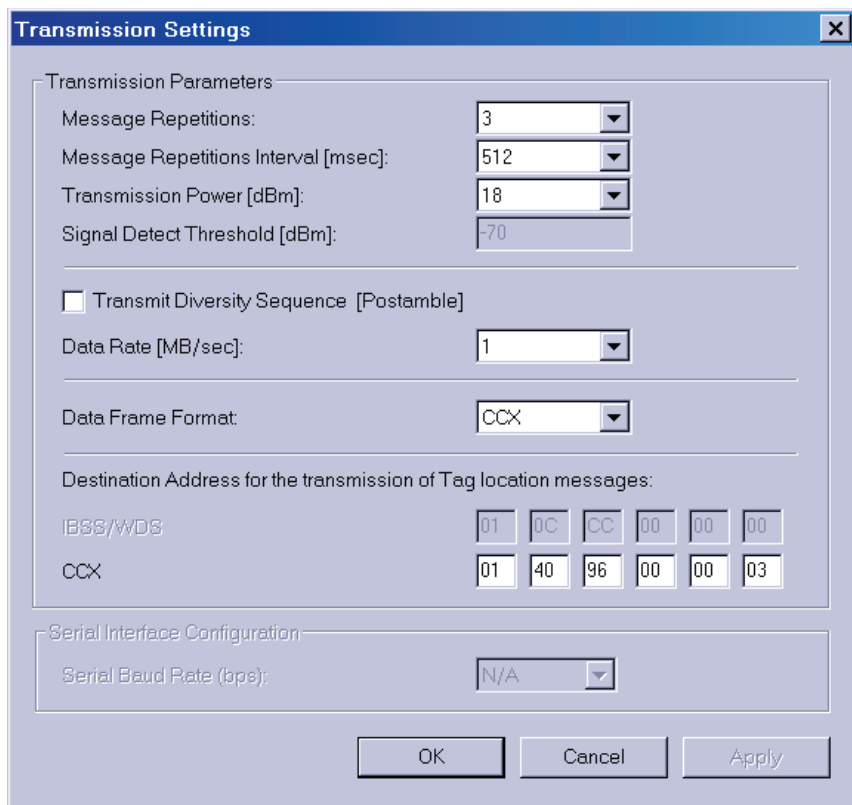 Transmission Settings
Transmission Parameters
Message Repetitions: 3
Message Repetitions Interval [msec]: 512
Transmission Power [dBm]: 18
Signal Detect Threshold [dBm]: -70
Transmit Diversity Sequence [Postamble]
Data Rate [MB/sec]: 1
Data Frame Format: CCX
Destination Address for the transmission of Tag location messages:
IBSS/WDS 01 0C CC 00 00 00
CCX 01 40 96 00 00 03
Serial Interface Configuration
Serial Baud Rate (bps): N/A
OK Cancel Apply